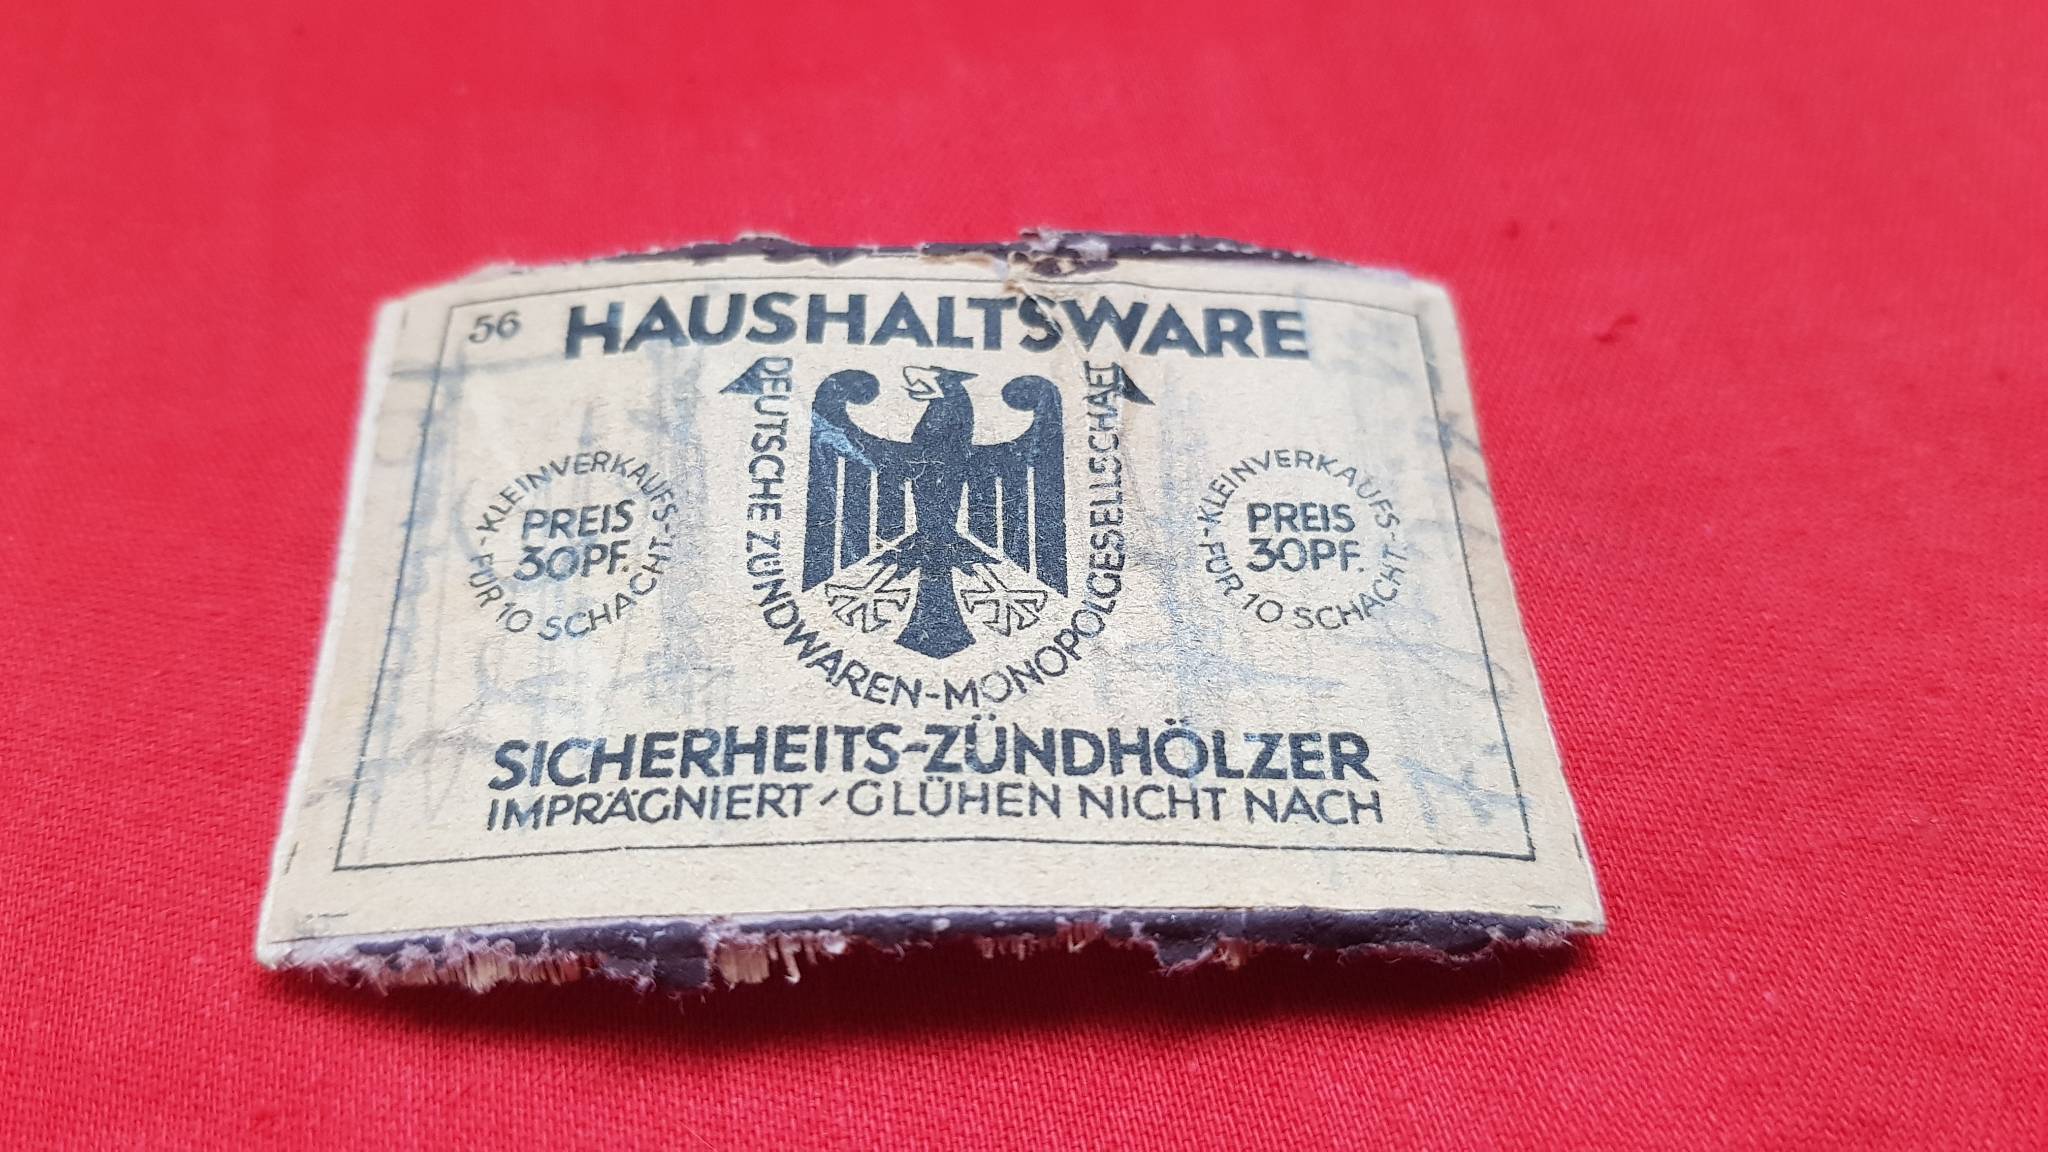 56
HAUSHALTSWARE
DEUTSCHE ZÜNDWAREN-MONOPOLGESELLSCHAFT
- KLEINVERKAUFS -
PREIS
30PF.
FÜR 10 SCHACHT.
- KLEINVERKAUFS -
PREIS
30PF.
FÜR 10 SCHACHT.
SICHERHEITS-ZÜNDHÖLZER
IMPRÄGNIERT / GLÜHEN NICHT NACH